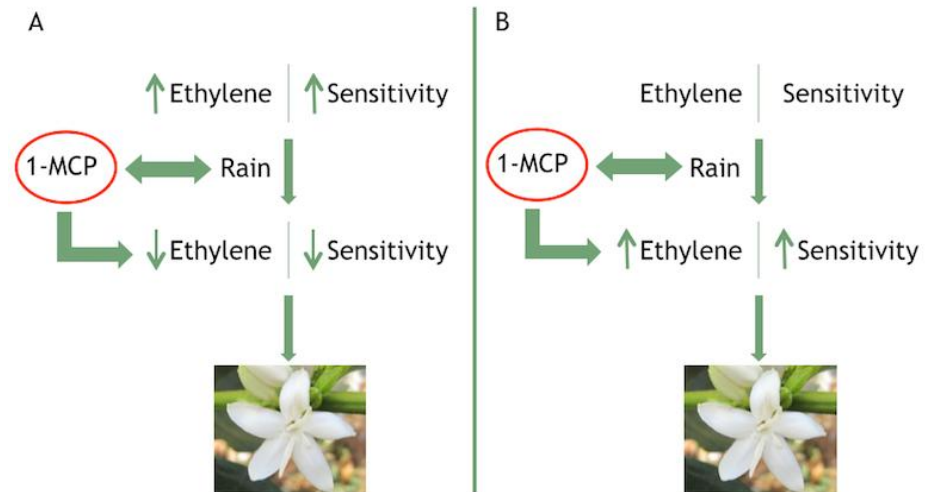 A
↑ Ethylene ↑ Sensitivity
1-MCP Rain
↓ Ethylene ↓ Sensitivity
B
Ethylene Sensitivity
1-MCP Rain
↑ Ethylene ↑ Sensitivity